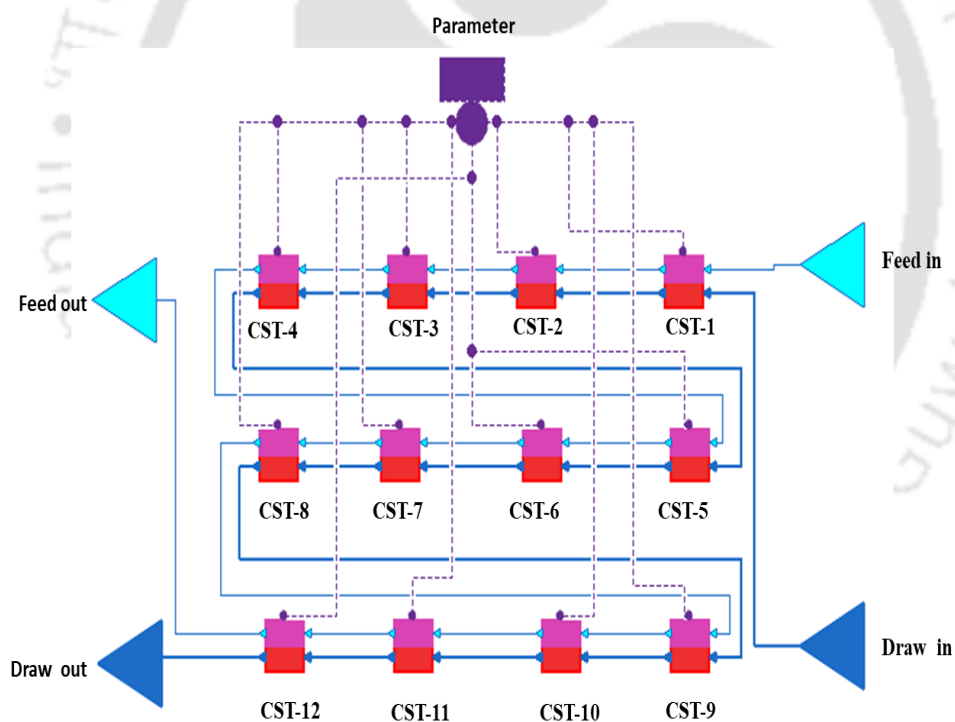 Parameter
Feed in
Feed out
CST-4
CST-3
CST-2
CST-1
CST-8
CST-7
CST-6
CST-5
Draw in
Draw out
CST-12
CST-11
CST-10
CST-9